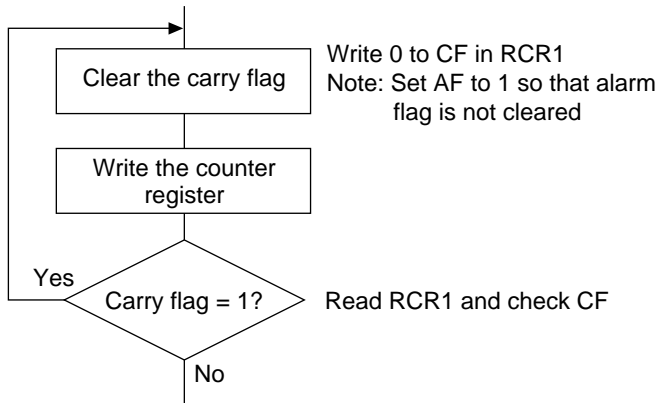 Clear the carry flag
Write 0 to CF in RCR1
Note: Set AF to 1 so that alarm
flag is not cleared
Write the counter
register
Yes
Carry flag = 1?
Read RCR1 and check CF
No